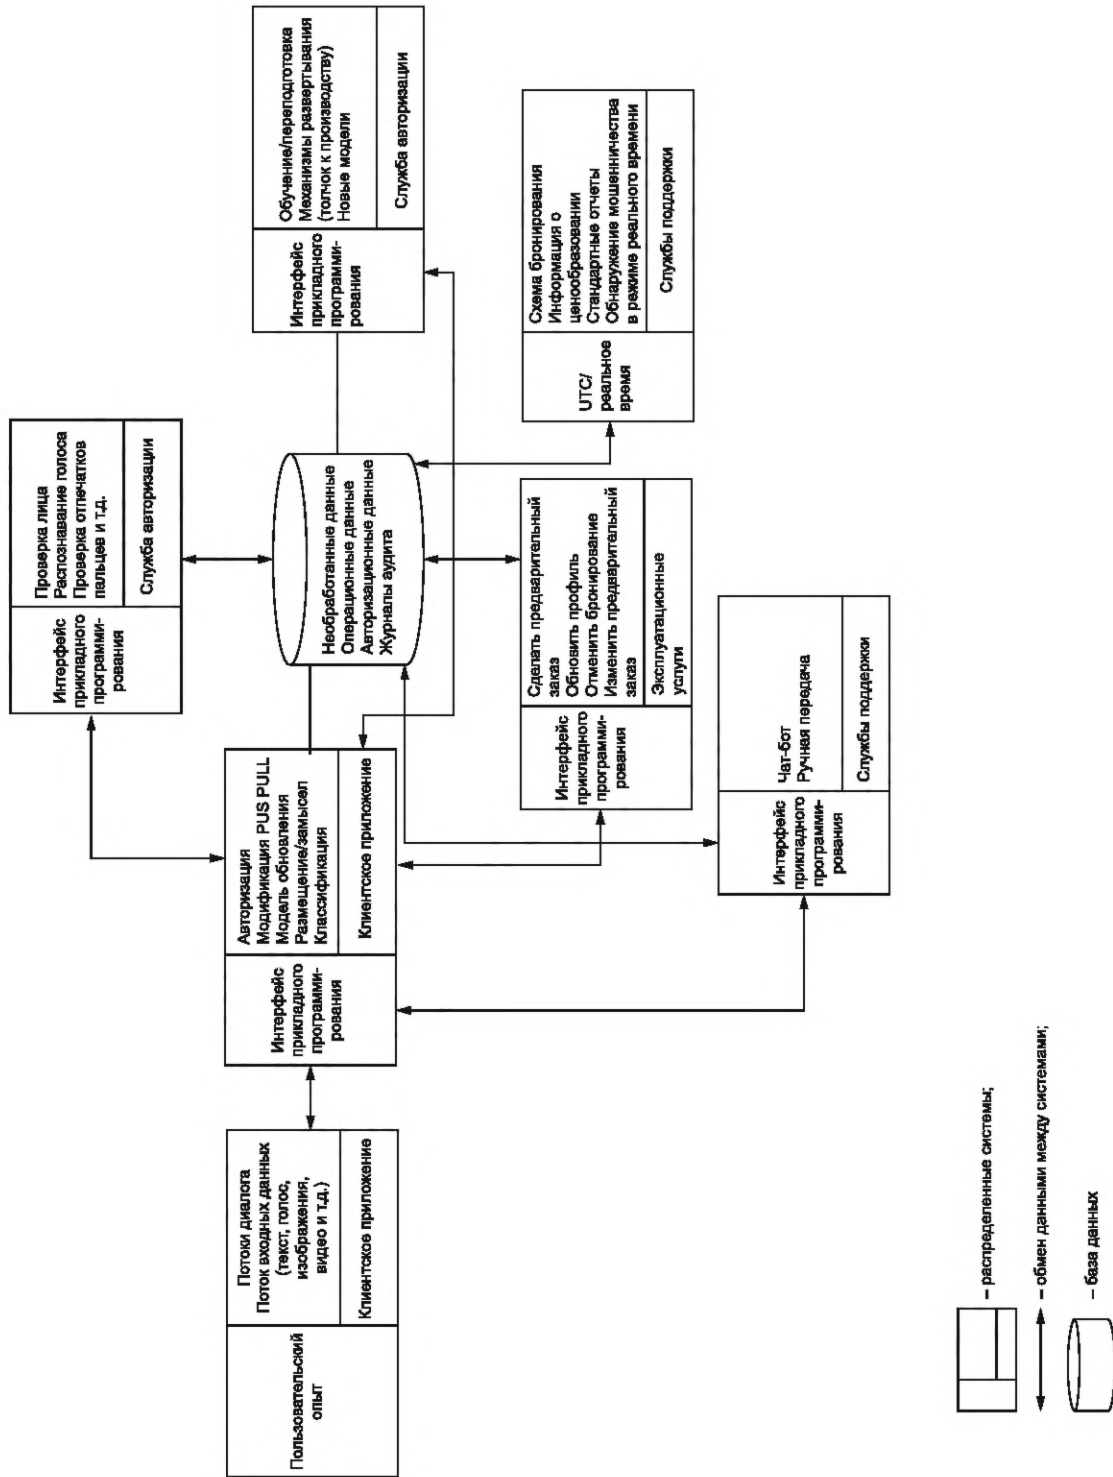 Пользовательский
опыт
Потоки диалога
Поток входных данных
(текст, голос,
изображения,
видео и т.д.)
Клиентское приложение
Интерфейс
прикладного
программи-
рования
Авторизация
Модификация PUS PULL
Модель обновления
Размещение/замысел
Классификация
Клиентское приложение
Интерфейс
прикладного
программи-
рования
Проверка лица
Распознавание голоса
Проверка отпечатков
пальцев и т.д.
Служба авторизации
Необработанные данные
Операционные данные
Авторизационные данные
Журналы аудита
Интерфейс
прикладного
программи-
рования
Обучение/переподготовка
Механизмы развертывания
(толчок к производству)
Новые модели
Служба авторизации
Интерфейс
прикладного
программи-
рования
Сделать предварительный
заказ
Обновить профиль
Отменить бронирование
Изменить предварительный
заказ
Эксплуатационные
услуги
UTC/
реальное
время
Схема бронирования
Информация о
ценообразовании
Стандартные отчеты
Обнаружение мошенничества
в режиме реального времени
Службы поддержки
Интерфейс
прикладного
программи-
рования
Чат-бот
Ручная передача
Службы поддержки
– распределенные системы;
– обмен данными между системами;
– база данных